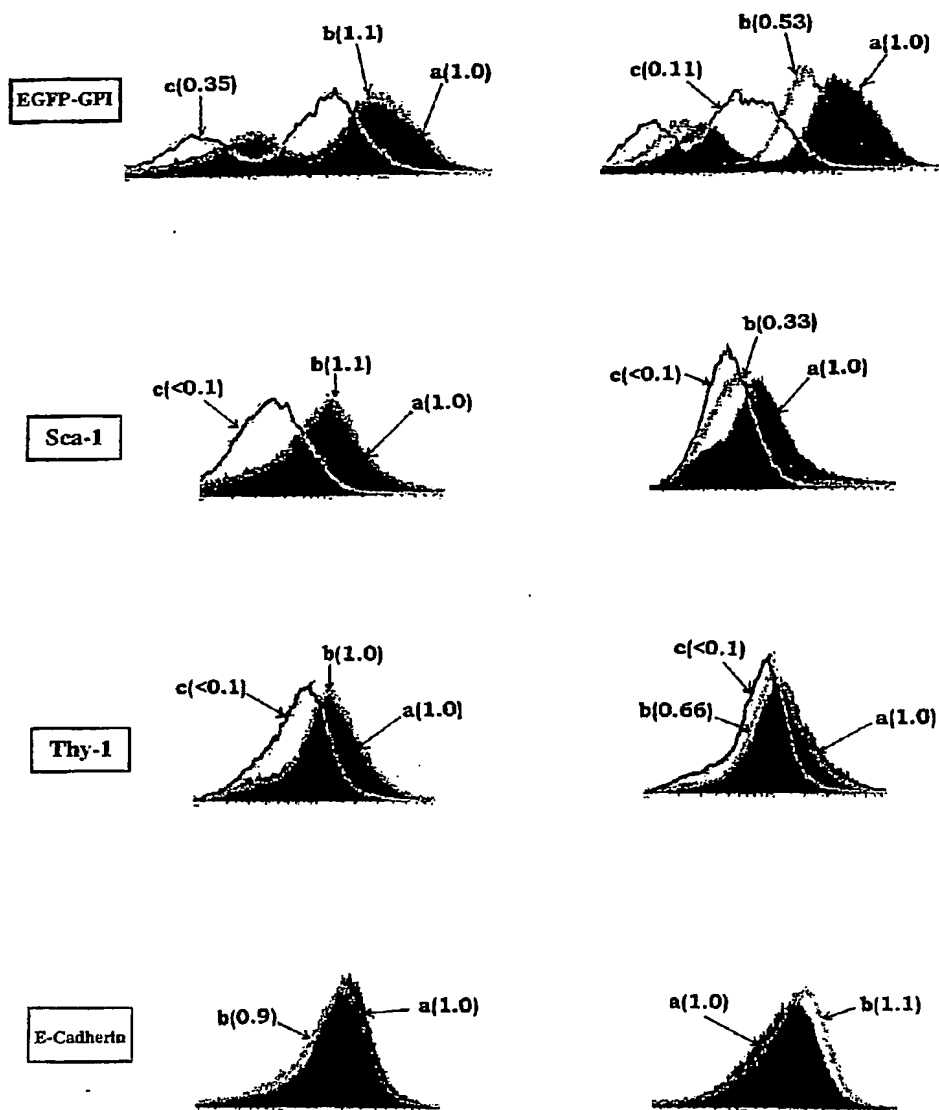 b(1.1)
a(1.0)
c(0.35)
EGFP-GPI
b(0.53)
a(1.0)
c(0.11)
b(1.1)
c(<0.1)
a(1.0)
Sca-1
b(0.33)
c(<0.1)
a(1.0)
b(1.0)
c(<0.1)
a(1.0)
Thy-1
c(<0.1)
b(0.66)
a(1.0)
b(0.9)
a(1.0)
E-Cadherin
a(1.0)
b(1.1)